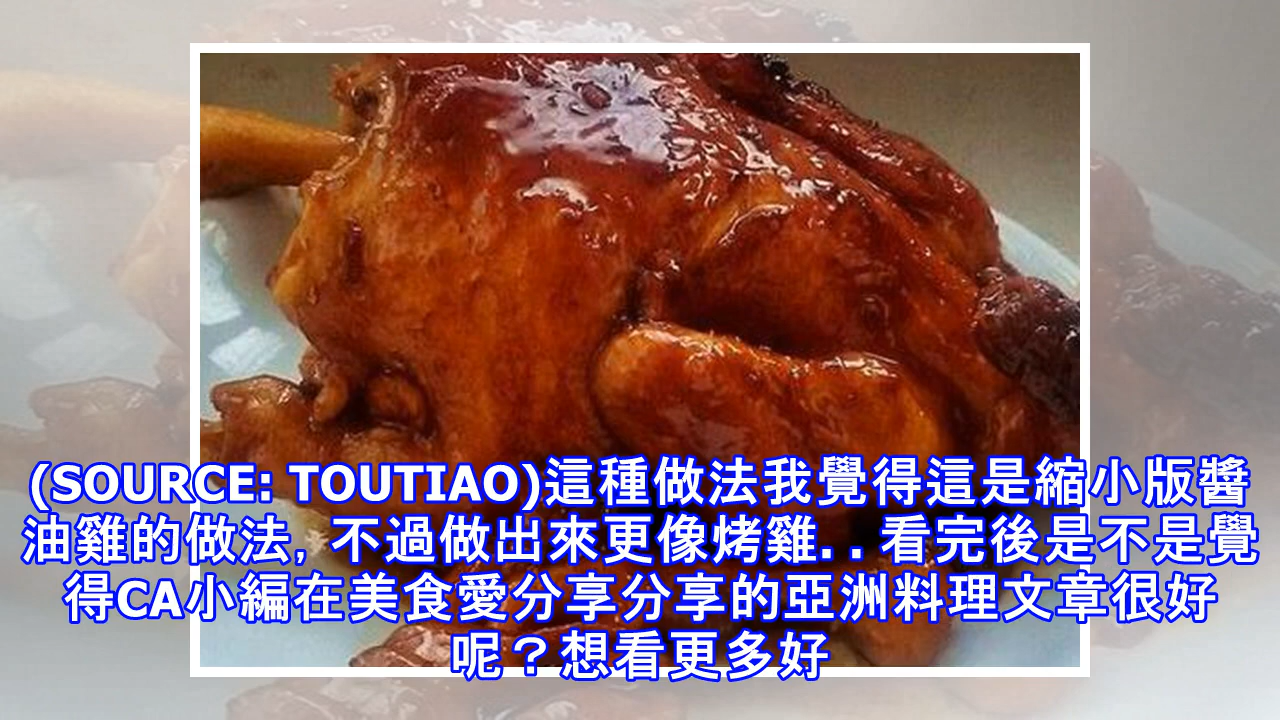 (SOURCE: TOUTIAO)這種做法我覺得這是縮小版醬
油雞的做法, 不過做出來更像烤雞. . 看完後是不是覺
得CA小編在美食愛分享分享的亞洲料理文章很好
呢？想看更多好